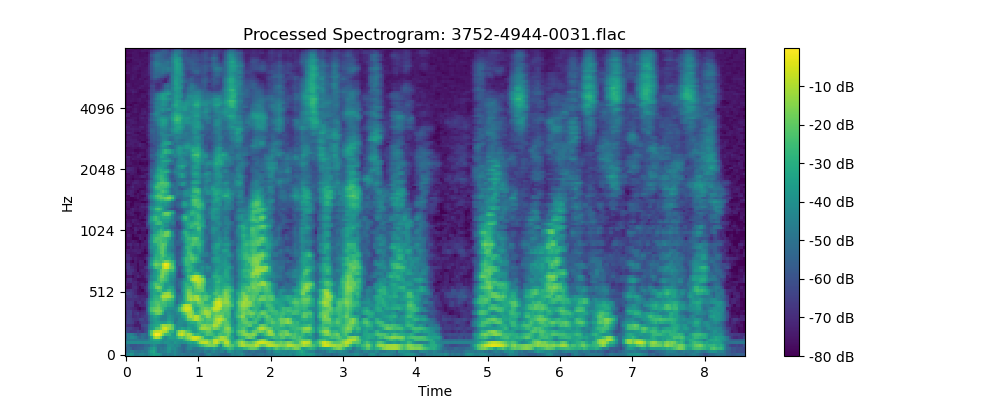 Processed Spectrogram: 3752-4944-0031.flac
Hz
4096
2048
1024
512
0
0 1 2 3 4 5 6 7 8
Time
-10 dB
-20 dB
-30 dB
-40 dB
-50 dB
-60 dB
-70 dB
-80 dB